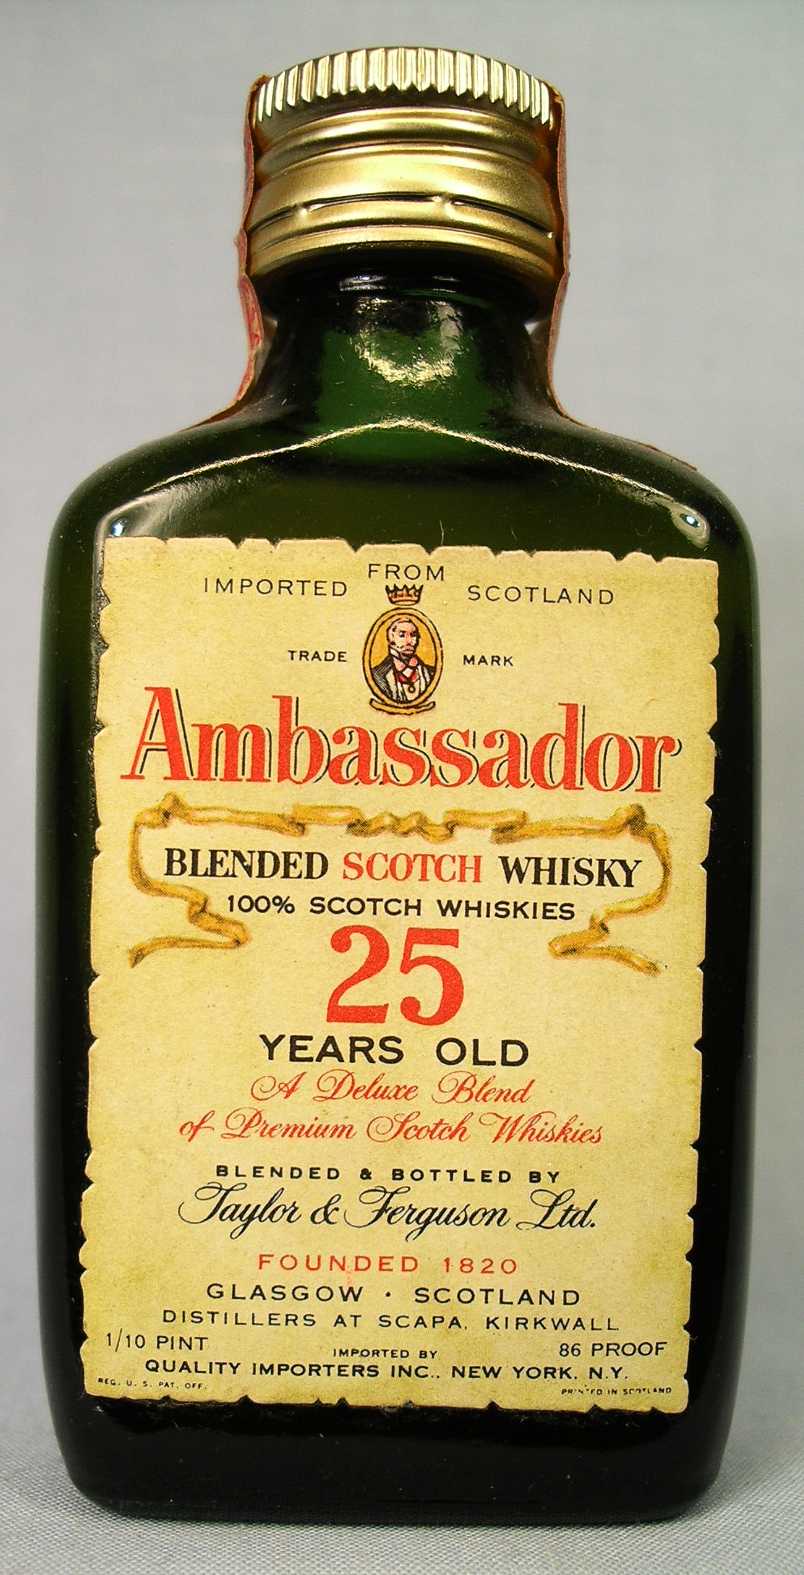 IMPORTED FROM SCOTLAND
TRADE MARK
Ambassador
BLENDED SCOTCH WHISKY
100% SCOTCH WHISKIES
25
YEARS OLD
A Deluxe Blend
of Premium Scotch Whiskies
BLENDED & BOTTLED BY
Taylor & Ferguson Ltd.
FOUNDED 1820
GLASGOW · SCOTLAND
DISTILLERS AT SCAPA, KIRKWALL
1/10 PINT 86 PROOF
IMPORTED BY
QUALITY IMPORTERS INC., NEW YORK, N.Y.
REG. U. S. PAT. OFF. PRINTED IN SCOTLAND